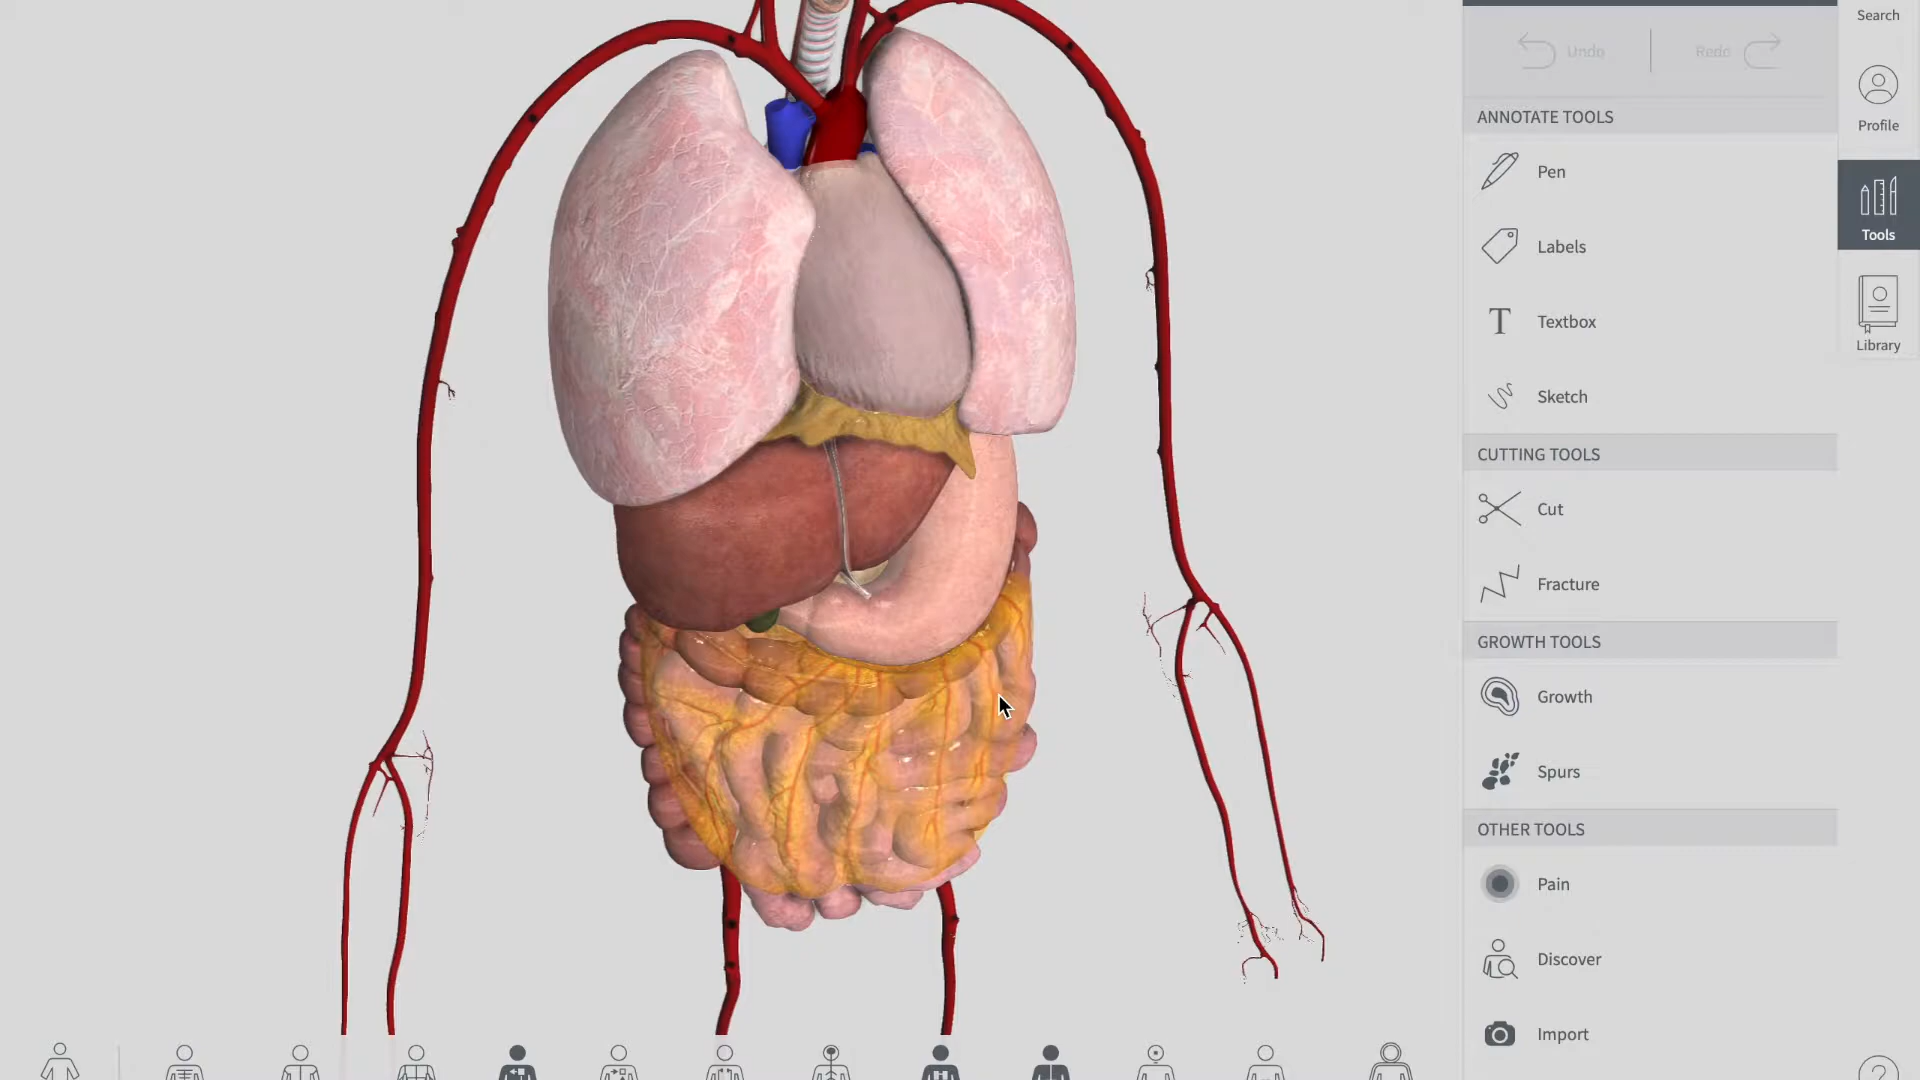 Search
Undo
Redo
Profile
ANNOTATE TOOLS
Pen
Tools
Labels
Textbox
Library
Sketch
CUTTING TOOLS
Cut
Fracture
GROWTH TOOLS
Growth
Spurs
OTHER TOOLS
Pain
Discover
Import